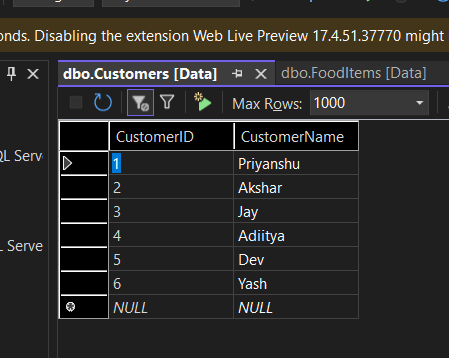 onds. Disabling the extension Web Live Preview 17.4.51.37770 might
dbo.Customers [Data] dbo.FoodItems [Data]
Max Rows: 1000
QL Serv
L Serve
CustomerID CustomerName
1 Priyanshu
2 Akshar
3 Jay
4 Adiitya
5 Dev
6 Yash
NULL NULL